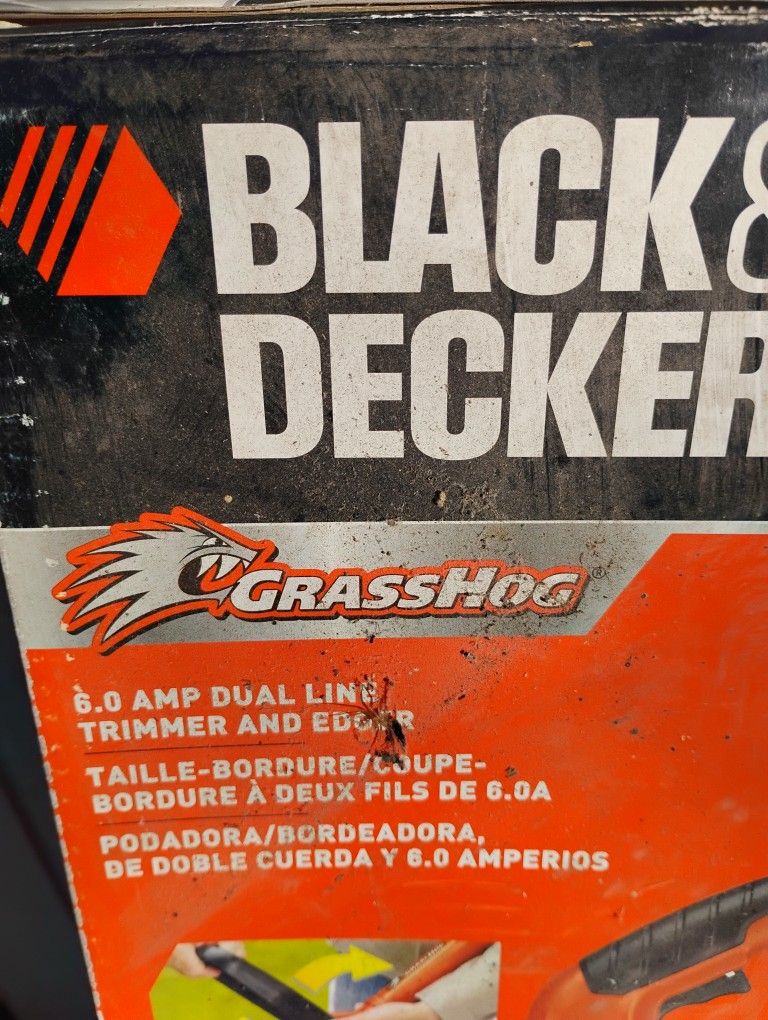 BLACK&
DECKER
GRASSHOG®
6.0 AMP DUAL LINE
TRIMMER AND EDGER
TAILLE-BORDURE/COUPE-
BORDURE À DEUX FILS DE 6.0A
PODADORA/BORDEADORA,
DE DOBLE CUERDA Y 6.0 AMPERIOS